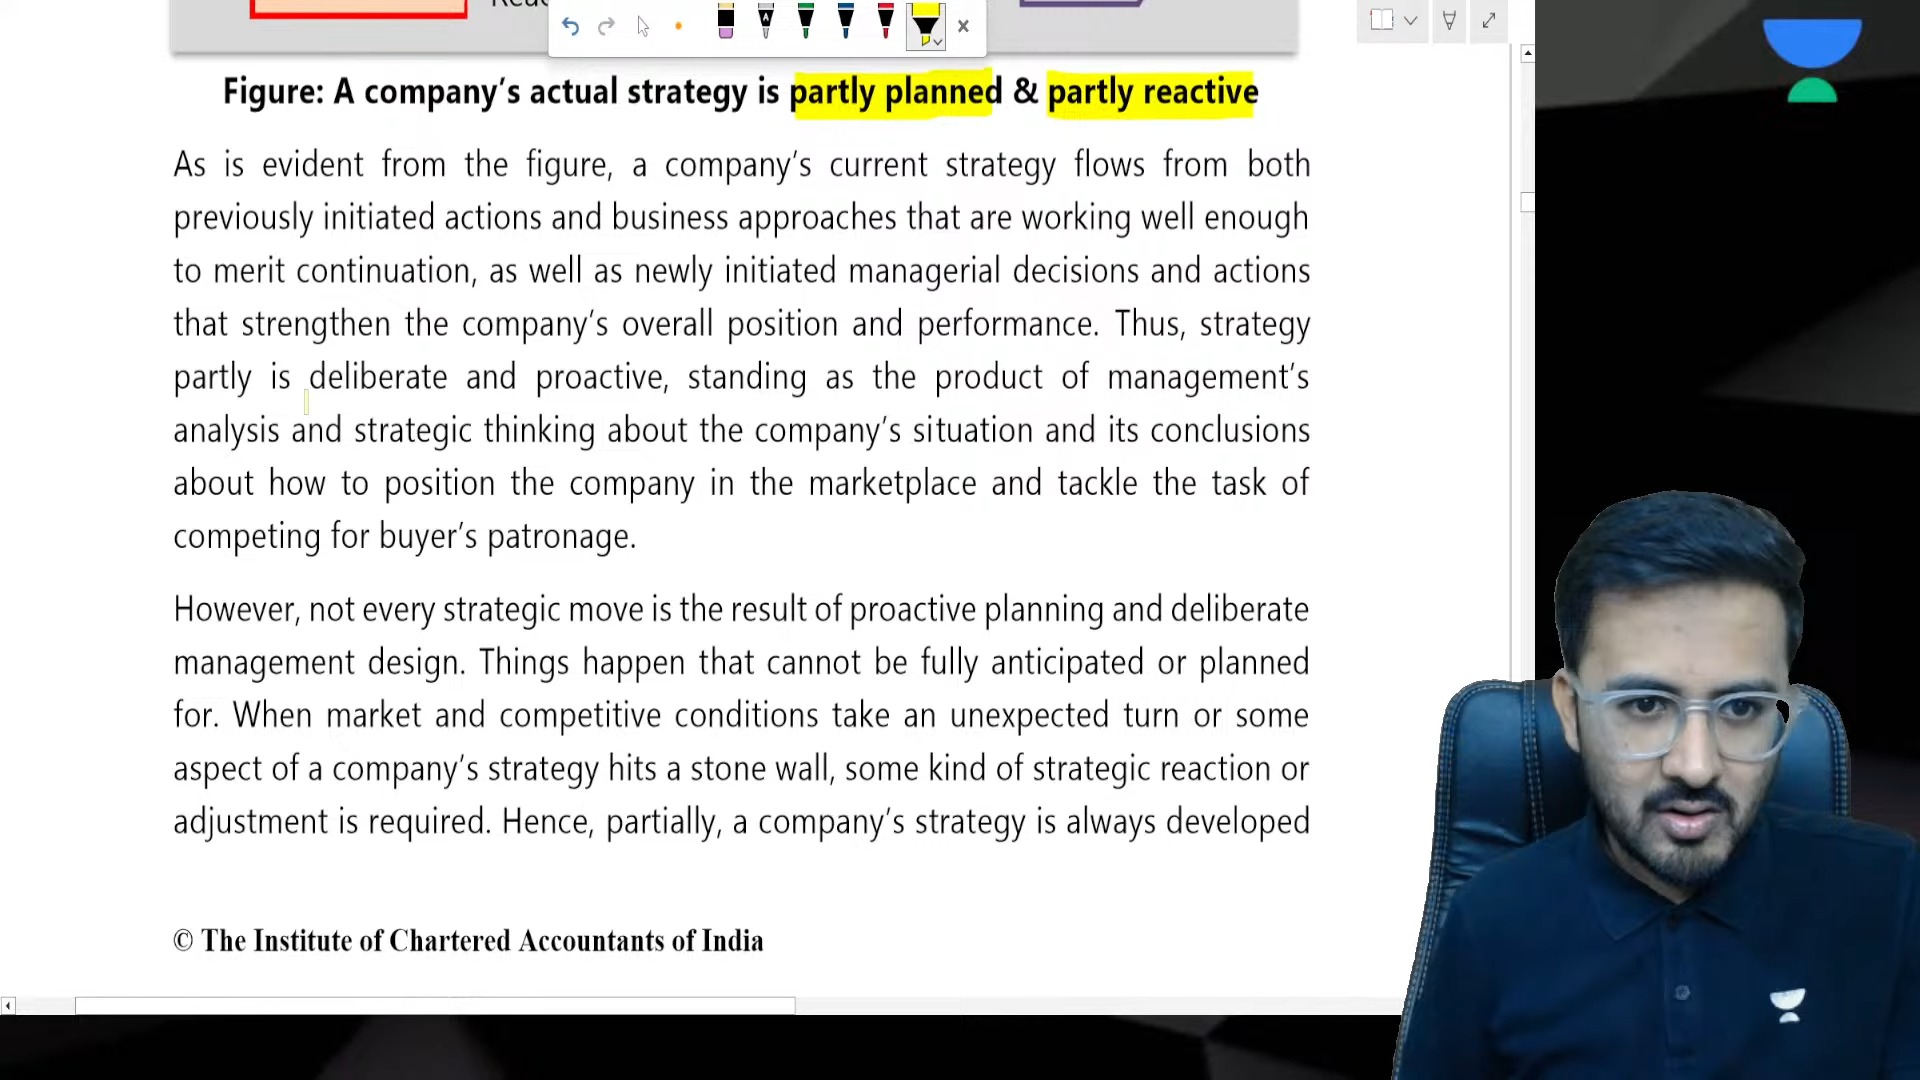 Figure: A company’s actual strategy is partly planned & partly reactive
As is evident from the figure, a company’s current strategy flows from both
previously initiated actions and business approaches that are working well enough
to merit continuation, as well as newly initiated managerial decisions and actions
that strengthen the company’s overall position and performance. Thus, strategy
partly is deliberate and proactive, standing as the product of management’s
analysis and strategic thinking about the company’s situation and its conclusions
about how to position the company in the marketplace and tackle the task of
competing for buyer’s patronage.
However, not every strategic move is the result of proactive planning and deliberate
management design. Things happen that cannot be fully anticipated or planned
for. When market and competitive conditions take an unexpected turn or some
aspect of a company’s strategy hits a stone wall, some kind of strategic reaction or
adjustment is required. Hence, partially, a company’s strategy is always developed
© The Institute of Chartered Accountants of India